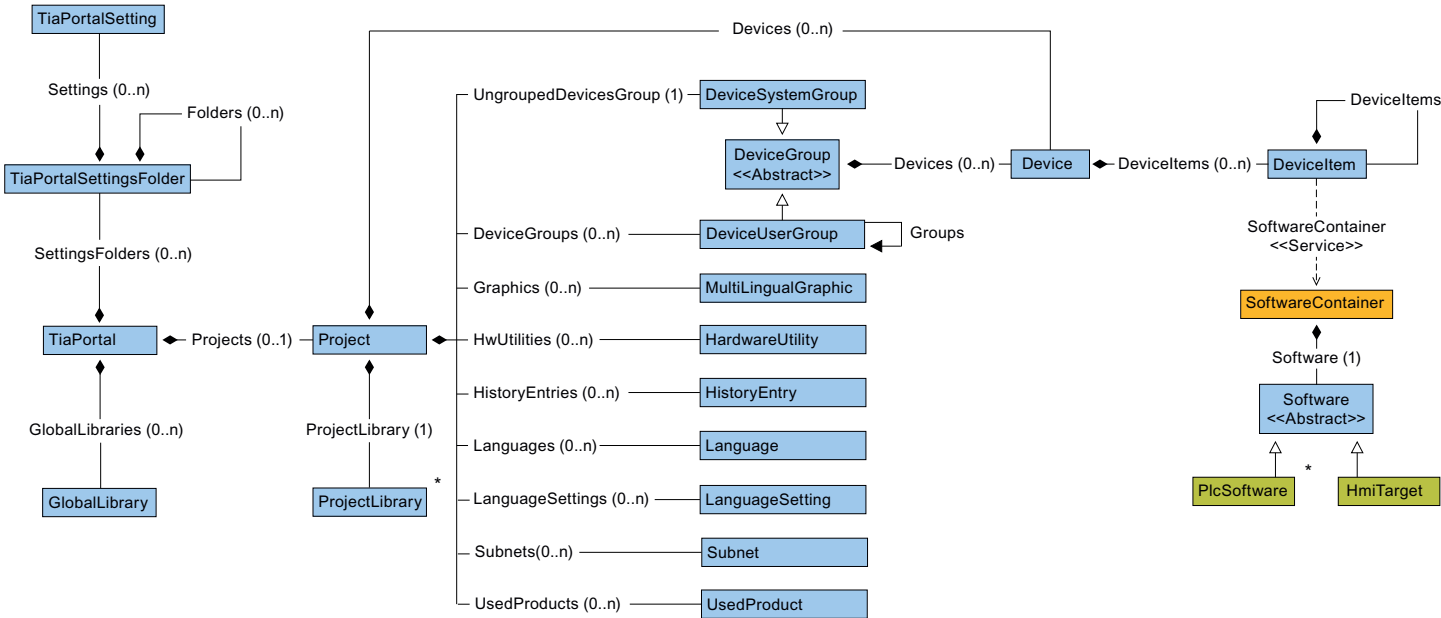 TiaPortalSetting
Settings (0..n)
Folders (0..n)
TiaPortalSettingsFolder
SettingsFolders (0..n)
TiaPortal
Projects (0..1)
GlobalLibraries (0..n)
GlobalLibrary
Project
ProjectLibrary (1)
*
ProjectLibrary
Devices (0..n)
UngroupedDevicesGroup (1)
DeviceSystemGroup
DeviceGroup
<<Abstract>>
Devices (0..n)
Device
DeviceItems (0..n)
DeviceItem
DeviceItems
DeviceGroups (0..n)
DeviceUserGroup
Groups
Graphics (0..n)
MultiLingualGraphic
HwUtilities (0..n)
HardwareUtility
HistoryEntries (0..n)
HistoryEntry
Languages (0..n)
Language
LanguageSettings (0..n)
LanguageSetting
Subnets(0..n)
Subnet
UsedProducts (0..n)
UsedProduct
SoftwareContainer
<<Service>>
SoftwareContainer
Software (1)
Software
<<Abstract>>
*
PlcSoftware
HmiTarget